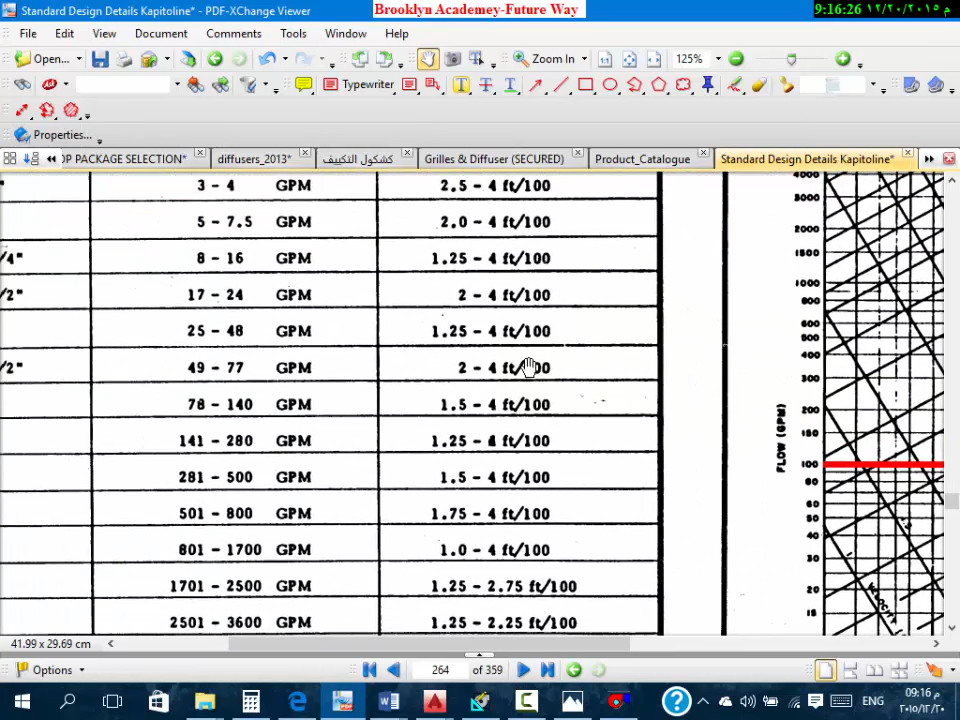 Standard Design Details Kapitoline* - PDF-XChange Viewer
Brooklyn Academey-Future Way
9:16:26 ١٢/٢٠/٢٠١٥ م
File Edit View Document Comments Tools Window Help
Open... Zoom In 125%
Typewriter
Properties...
OP PACKAGE SELECTION* diffusers_2013* كشكول التكييف Grilles & Diffuser (SECURED) Product_Catalogue Standard Design Details Kapitoline*
3 - 4 GPM 2.5 - 4 ft/100
5 - 7.5 GPM 2.0 - 4 ft/100
/4" 8 - 16 GPM 1.25 - 4 ft/100
/2" 17 - 24 GPM 2 - 4 ft/100
25 - 48 GPM 1.25 - 4 ft/100
/2" 49 - 77 GPM 2 - 4 ft/100
78 - 140 GPM 1.5 - 4 ft/100
141 - 280 GPM 1.25 - 4 ft/100
281 - 500 GPM 1.5 - 4 ft/100
501 - 800 GPM 1.75 - 4 ft/100
801 - 1700 GPM 1.0 - 4 ft/100
1701 - 2500 GPM 1.25 - 2.75 ft/100
2501 - 3600 GPM 1.25 - 2.25 ft/100
4000
3000
2000
1500
1000
800
600
500
400
300
200
150
100
80
60
50
40
30
20
15
FLOW (GPM)
VELOCITY
41.99 x 29.69 cm
Options 264 of 359
ENG
09:16 م
٢٠١٥/١٢/٢٠